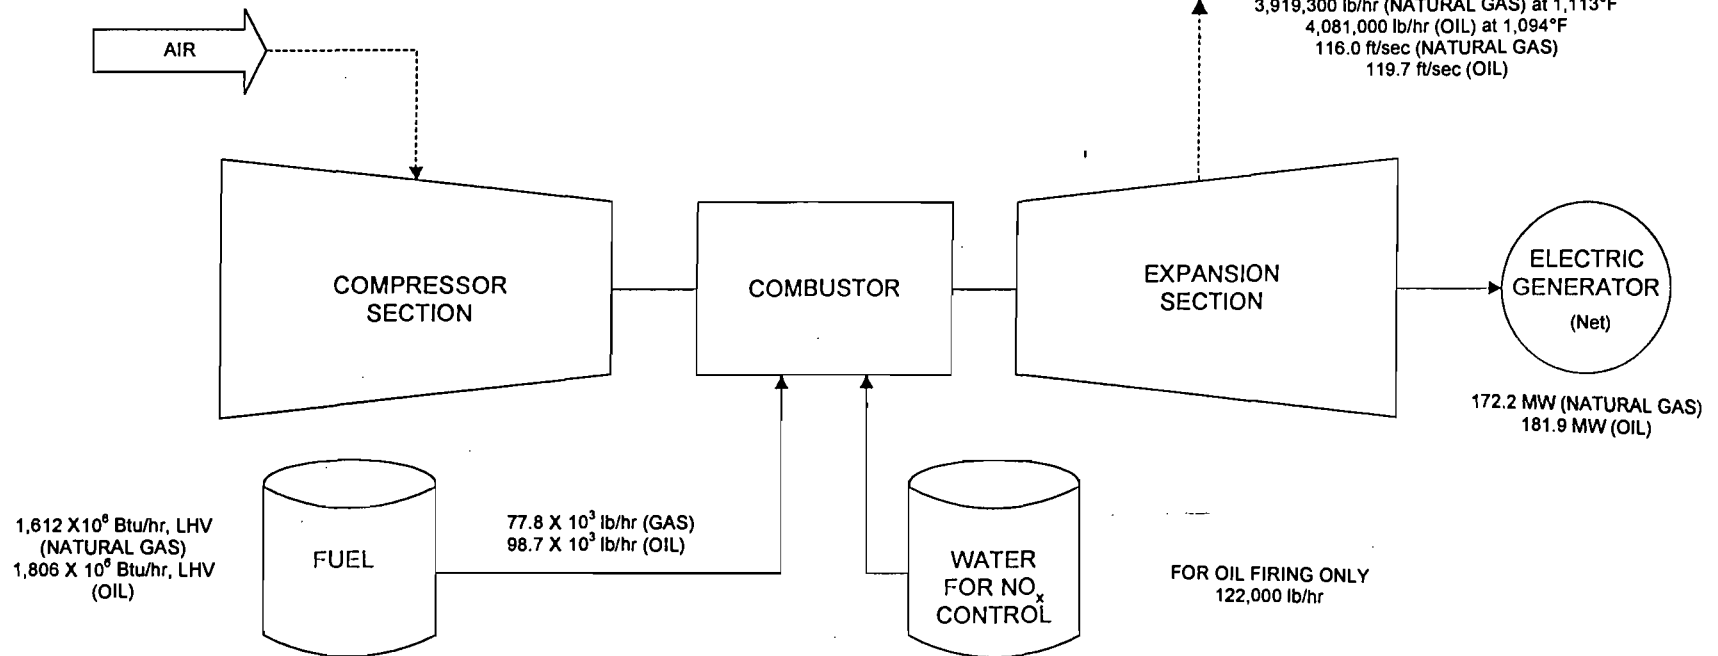 3,919,300 lb/hr (NATURAL GAS) at 1,113°F
4,081,000 lb/hr (OIL) at 1,094°F
116.0 ft/sec (NATURAL GAS)
119.7 ft/sec (OIL)
AIR
COMPRESSOR
SECTION
COMBUSTOR
EXPANSION
SECTION
ELECTRIC
GENERATOR
(Net)
172.2 MW (NATURAL GAS)
181.9 MW (OIL)
1,612 X10⁶ Btu/hr, LHV
(NATURAL GAS)
1,806 X 10⁶ Btu/hr, LHV
(OIL)
FUEL
77.8 X 10³ lb/hr (GAS)
98.7 X 10³ lb/hr (OIL)
WATER
FOR NOₓ
CONTROL
FOR OIL FIRING ONLY
122,000 lb/hr